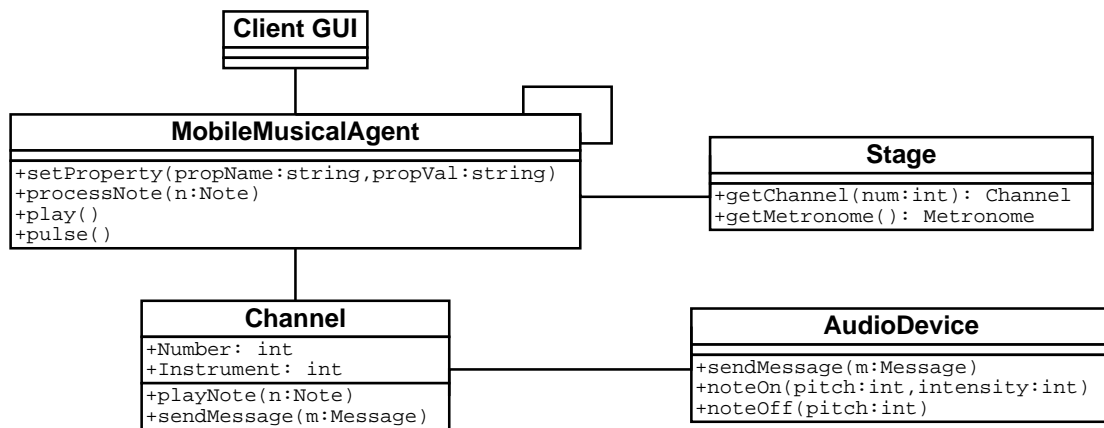 Client GUI
MobileMusicalAgent
+setProperty(propName:string,propVal:string)
+processNote(n:Note)
+play()
+pulse()
Stage
+getChannel(num:int): Channel
+getMetronome(): Metronome
Channel
+Number: int
+Instrument: int
+playNote(n:Note)
+sendMessage(m:Message)
AudioDevice
+sendMessage(m:Message)
+noteOn(pitch:int,intensity:int)
+noteOff(pitch:int)